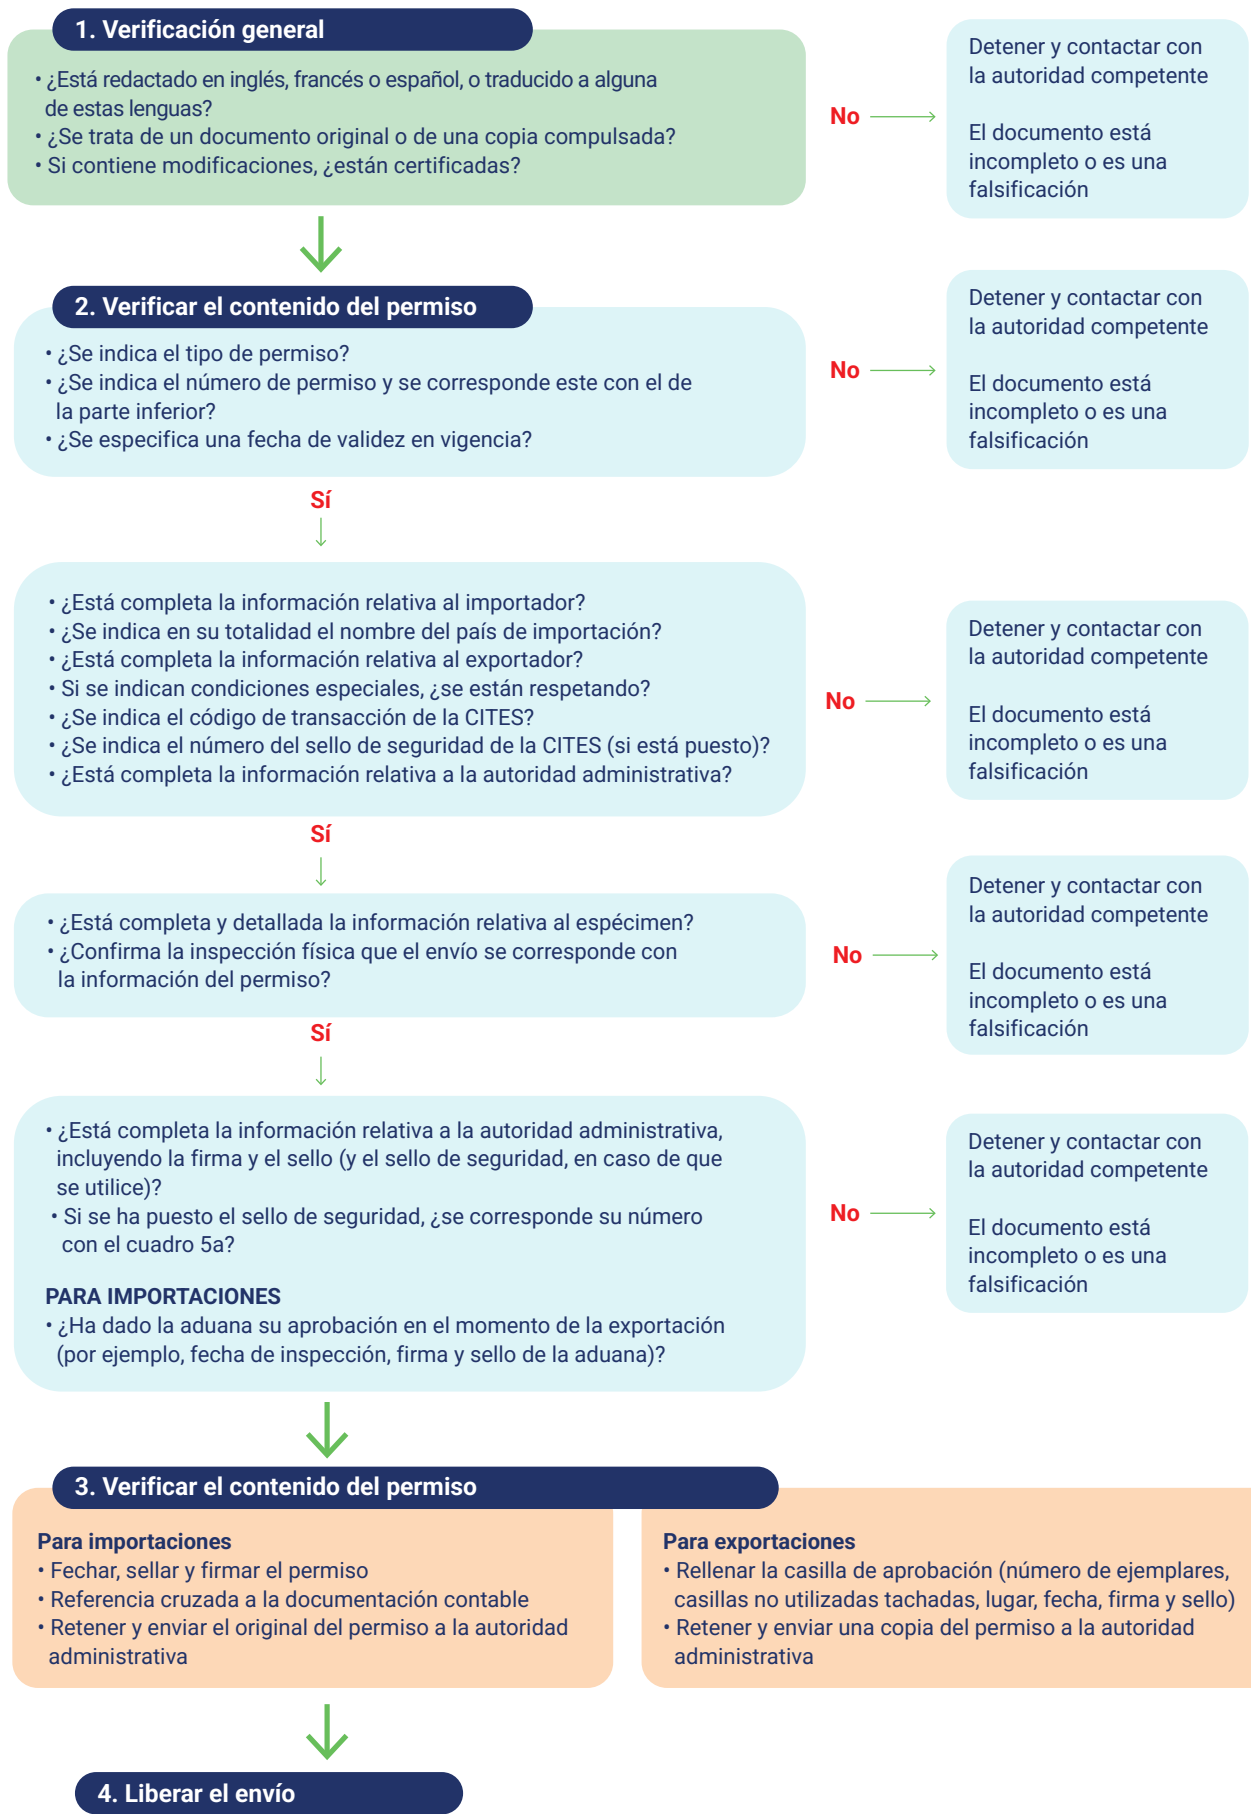 1. Verificación general
• ¿Está redactado en inglés, francés o español, o traducido a alguna
de estas lenguas?
• ¿Se trata de un documento original o de una copia compulsada?
• Si contiene modificaciones, ¿están certificadas?
No
Detener y contactar con
la autoridad competente
El documento está
incompleto o es una
falsificación
2. Verificar el contenido del permiso
• ¿Se indica el tipo de permiso?
• ¿Se indica el número de permiso y se corresponde este con el de
la parte inferior?
• ¿Se especifica una fecha de validez en vigencia?
No
Detener y contactar con
la autoridad competente
El documento está
incompleto o es una
falsificación
Sí
• ¿Está completa la información relativa al importador?
• ¿Se indica en su totalidad el nombre del país de importación?
• ¿Está completa la información relativa al exportador?
• Si se indican condiciones especiales, ¿se están respetando?
• ¿Se indica el código de transacción de la CITES?
• ¿Se indica el número del sello de seguridad de la CITES (si está puesto)?
• ¿Está completa la información relativa a la autoridad administrativa?
No
Detener y contactar con
la autoridad competente
El documento está
incompleto o es una
falsificación
Sí
• ¿Está completa y detallada la información relativa al espécimen?
• ¿Confirma la inspección física que el envío se corresponde con
la información del permiso?
No
Detener y contactar con
la autoridad competente
El documento está
incompleto o es una
falsificación
Sí
• ¿Está completa la información relativa a la autoridad administrativa,
incluyendo la firma y el sello (y el sello de seguridad, en caso de que
se utilice)?
• Si se ha puesto el sello de seguridad, ¿se corresponde su número
con el cuadro 5a?
PARA IMPORTACIONES
• ¿Ha dado la aduana su aprobación en el momento de la exportación
(por ejemplo, fecha de inspección, firma y sello de la aduana)?
No
Detener y contactar con
la autoridad competente
El documento está
incompleto o es una
falsificación
3. Verificar el contenido del permiso
Para importaciones
• Fechar, sellar y firmar el permiso
• Referencia cruzada a la documentación contable
• Retener y enviar el original del permiso a la autoridad
administrativa
Para exportaciones
• Rellenar la casilla de aprobación (número de ejemplares,
casillas no utilizadas tachadas, lugar, fecha, firma y sello)
• Retener y enviar una copia del permiso a la autoridad
administrativa
4. Liberar el envío